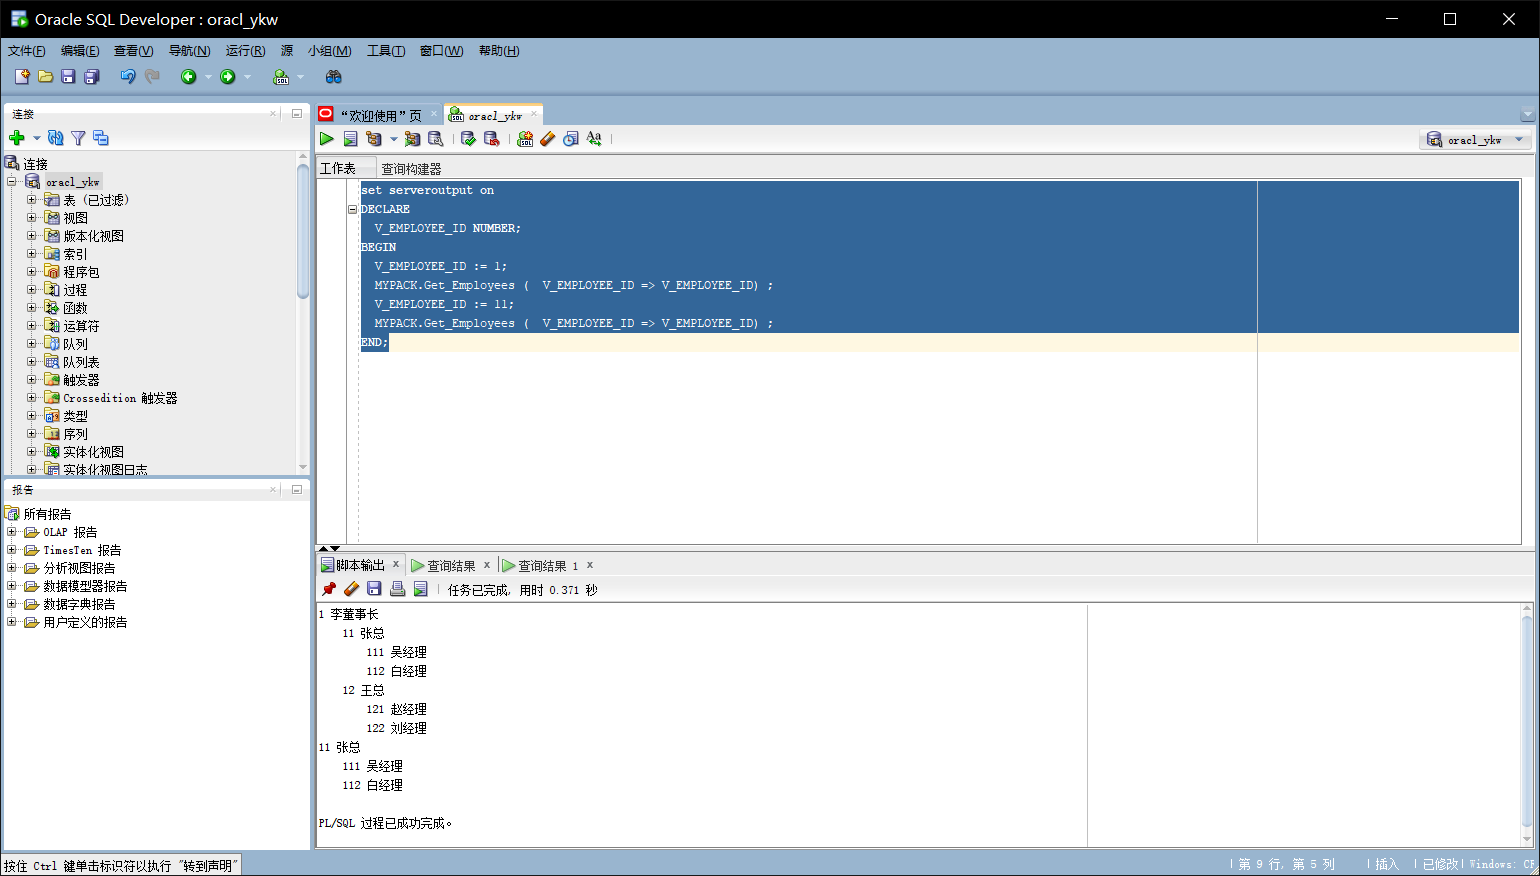 Oracle SQL Developer : oracl_ykw
文件(F) 编辑(E) 查看(V) 导航(N) 运行(R) 源 小组(M) 工具(T) 窗口(W) 帮助(H)
连接
连接
oracl_ykw
表 (已过滤)
视图
版本化视图
索引
程序包
过程
函数
运算符
队列
队列表
触发器
Crossedition 触发器
类型
序列
实体化视图
实体化视图日志
报告
所有报告
OLAP 报告
TimesTen 报告
分析视图报告
数据模型器报告
数据字典报告
用户定义的报告
“欢迎使用”页 oracl_ykw
oracl_ykw
工作表 查询构建器
set serveroutput on
DECLARE
  V_EMPLOYEE_ID NUMBER;
BEGIN
  V_EMPLOYEE_ID := 1;
  MYPACK.Get_Employees (  V_EMPLOYEE_ID => V_EMPLOYEE_ID) ;
  V_EMPLOYEE_ID := 11;
  MYPACK.Get_Employees (  V_EMPLOYEE_ID => V_EMPLOYEE_ID) ;
END;
脚本输出 × 查询结果 × 查询结果 1 ×
任务已完成, 用时 0.371 秒
1 李董事长
11 张总
111 吴经理
112 白经理
12 王总
121 赵经理
122 刘经理
11 张总
111 吴经理
112 白经理
PL/SQL 过程已成功完成。
按住 Ctrl 键单击标识符以执行 "转到声明"
第 9 行, 第 5 列 插入 已修改 Windows: